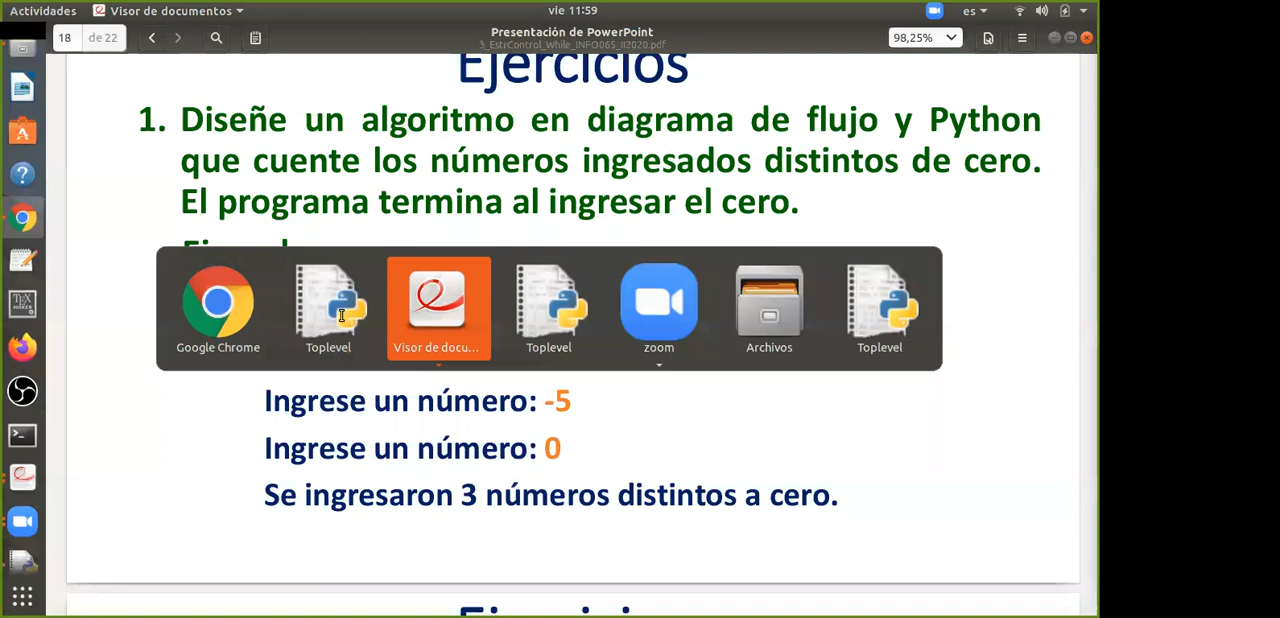 Actividades
Visor de documentos
vie 11:59
es
18
de 22
Presentación de PowerPoint
3_EstrControl_While_INFO065_II2020.pdf
98,25%
Ejercicios
1. Diseñe un algoritmo en diagrama de flujo y Python
que cuente los números ingresados distintos de cero.
El programa termina al ingresar el cero.
Google Chrome
Toplevel
Visor de docu...
Toplevel
zoom
Archivos
Toplevel
Ingrese un número: -5
Ingrese un número: 0
Se ingresaron 3 números distintos a cero.